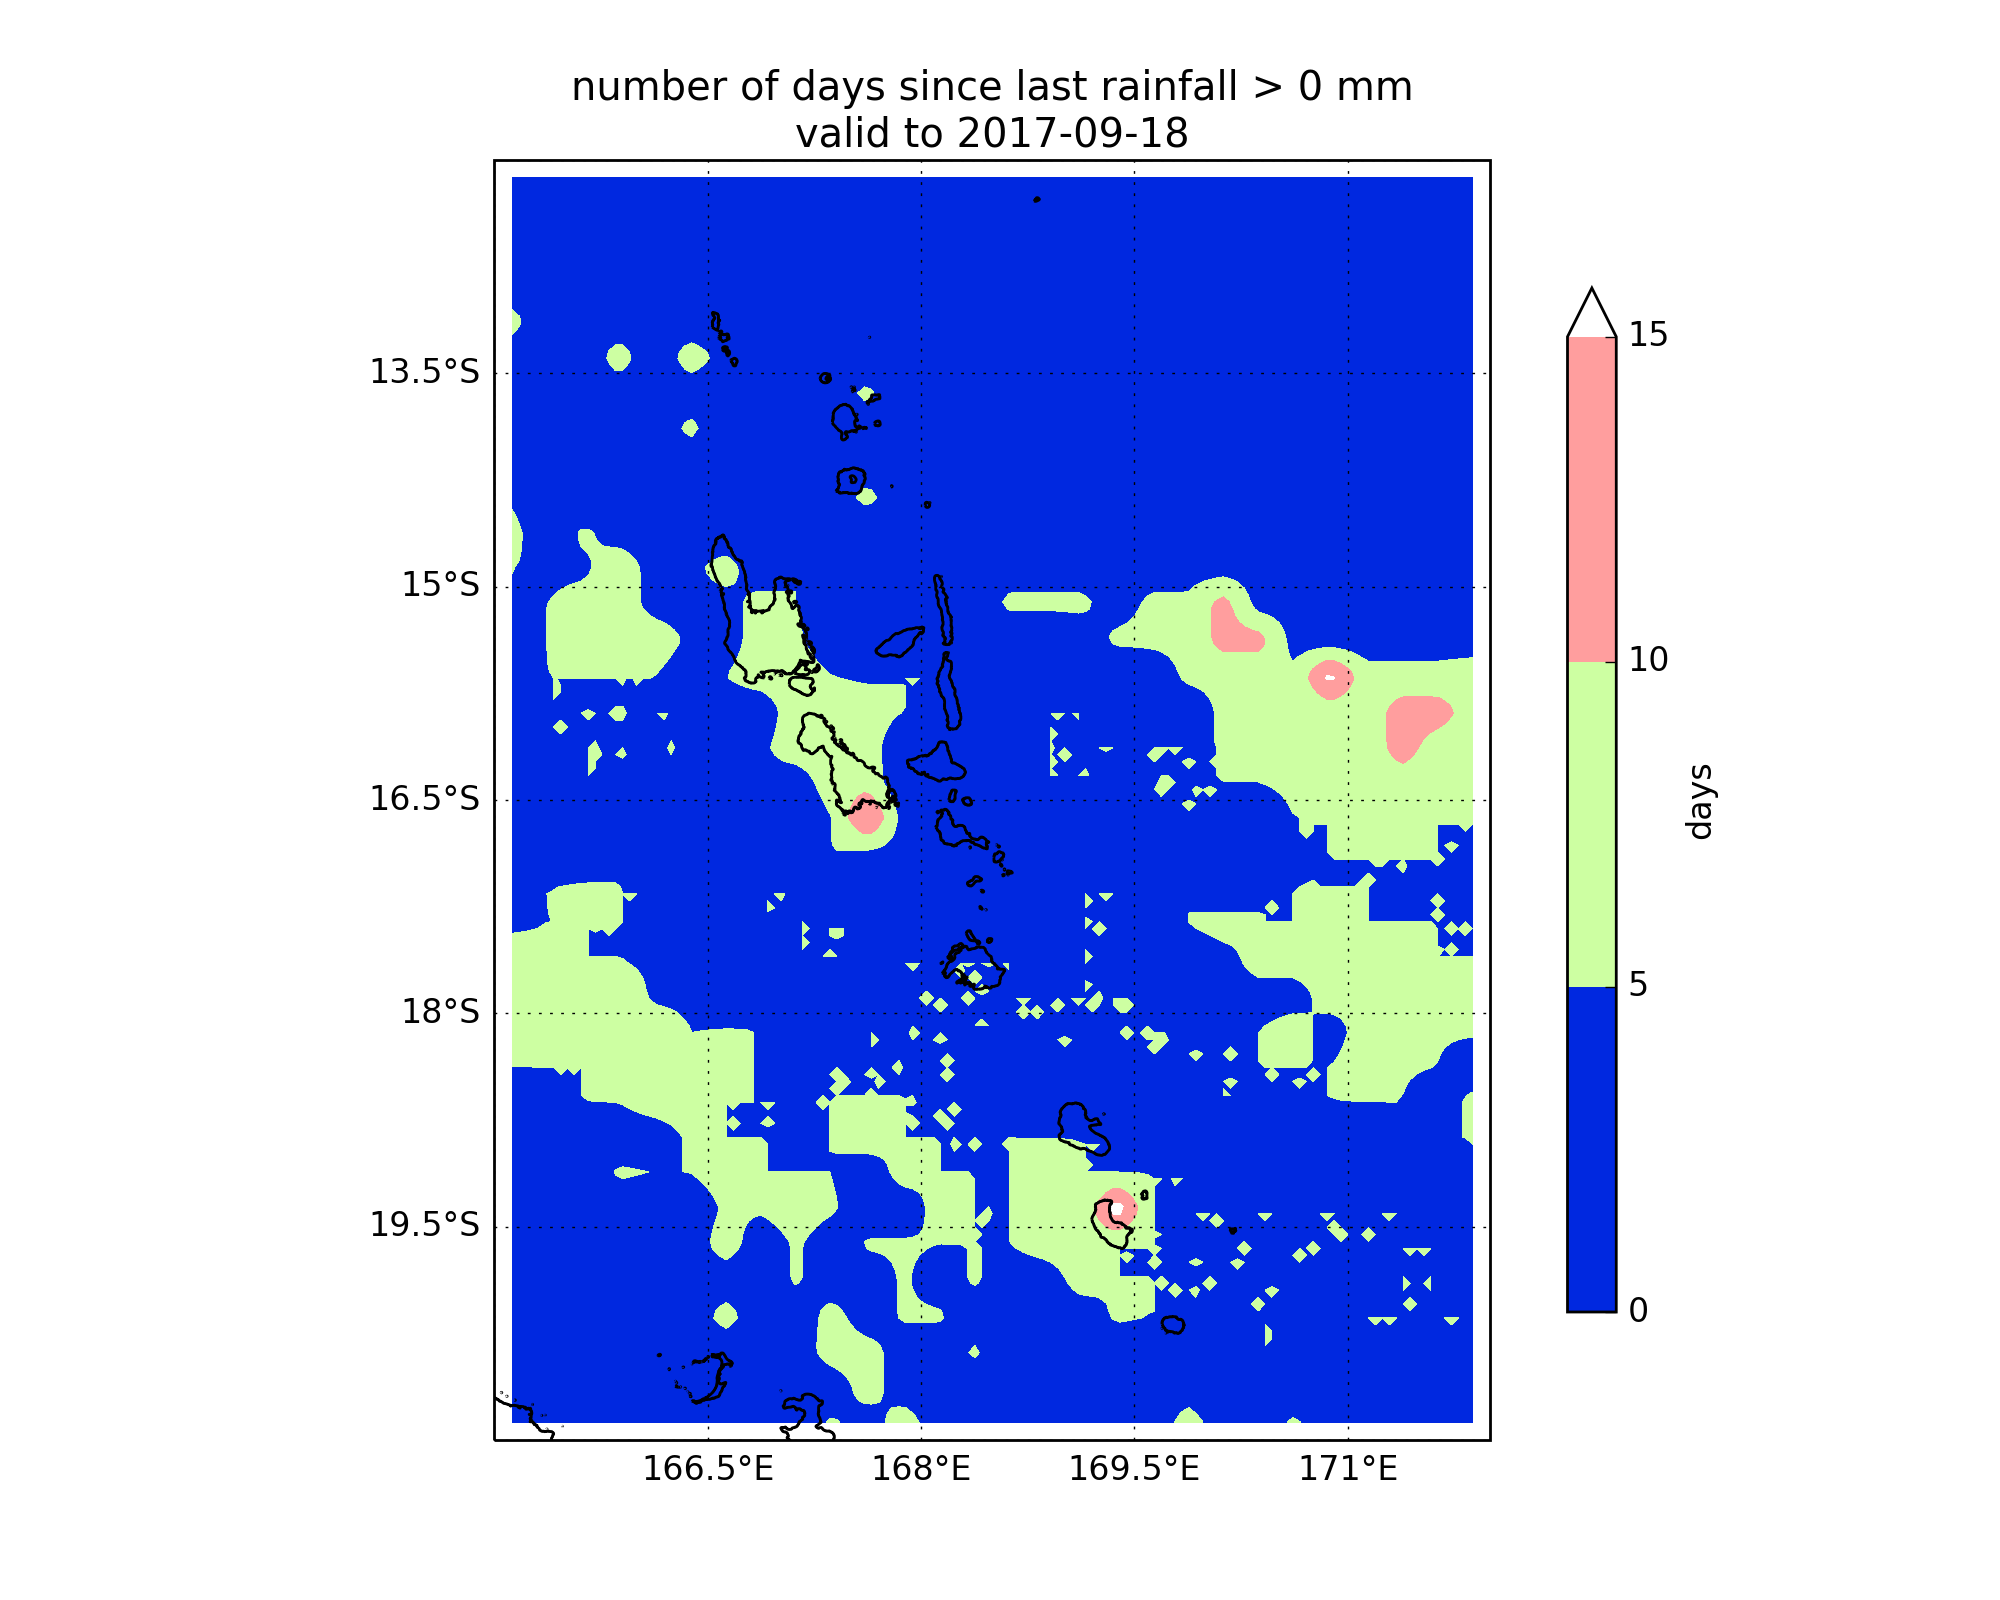 number of days since last rainfall > 0 mm
valid to 2017-09-18
13.5°S
15°S
16.5°S
18°S
19.5°S
166.5°E
168°E
169.5°E
171°E
15
10
5
0
days